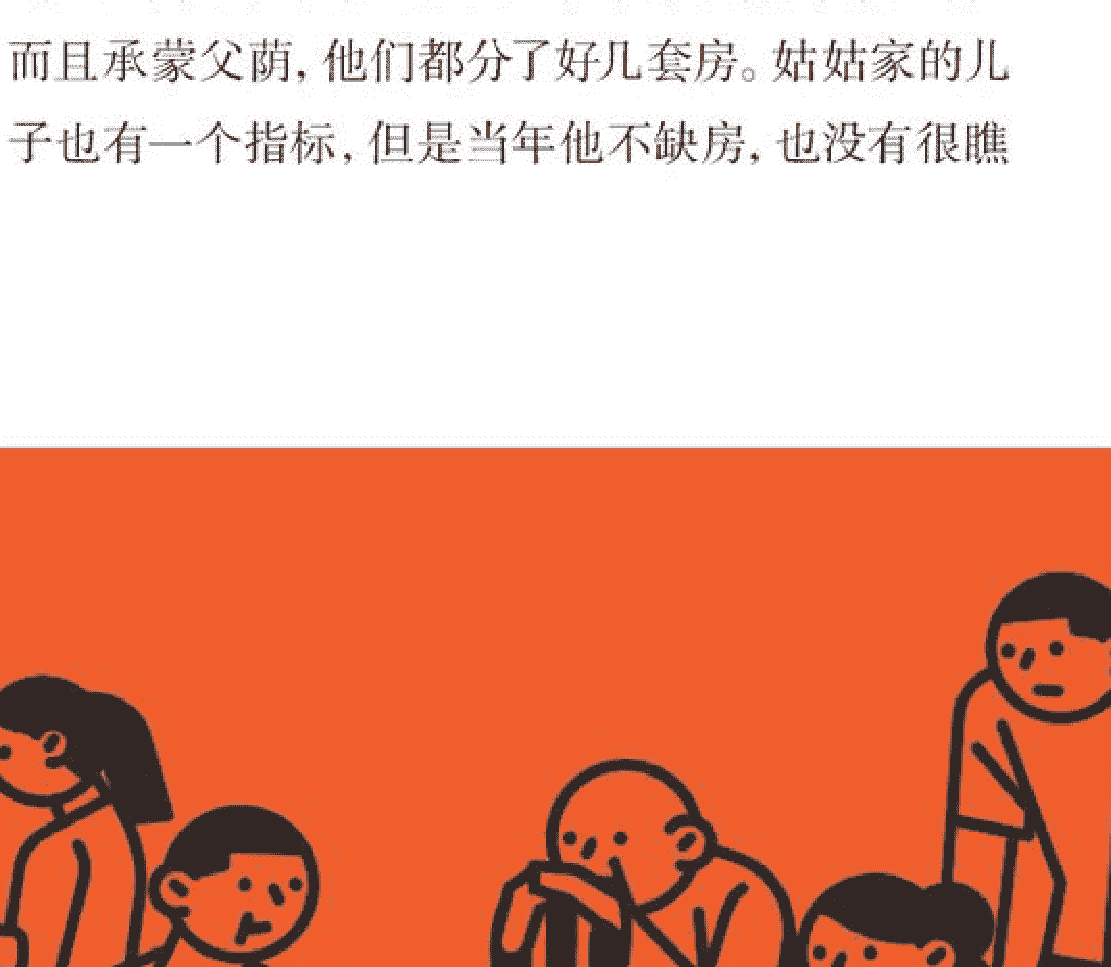 而且承蒙父荫，他们都分了好几套房。姑姑家的儿
子也有一个指标，但是当年他不缺房，也没有很瞧